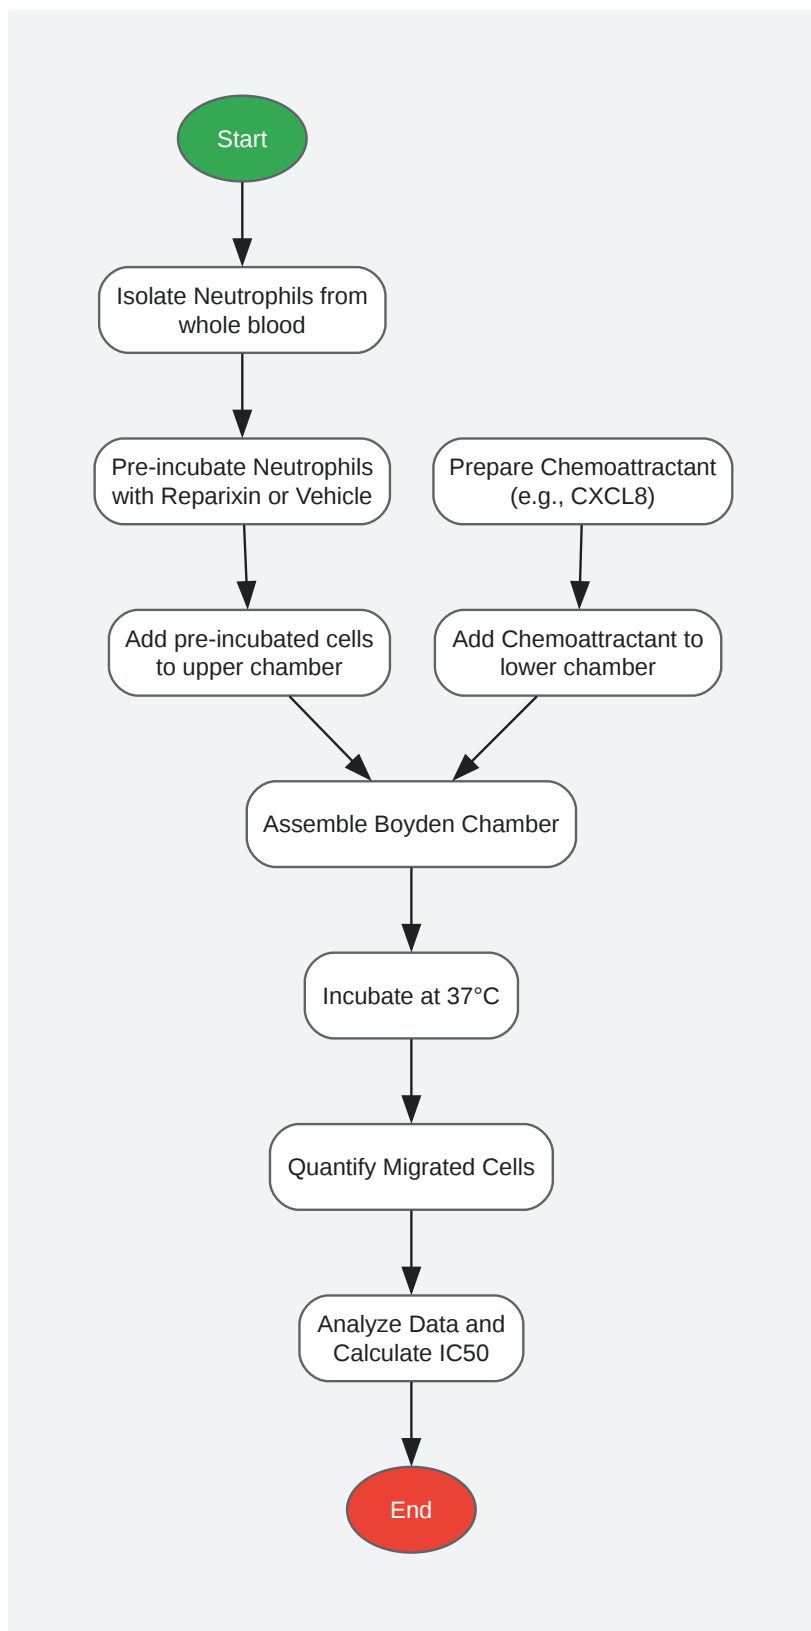 Start
Isolate Neutrophils from
whole blood
Pre-incubate Neutrophils
with Reparixin or Vehicle
Prepare Chemoattractant
(e.g., CXCL8)
Add pre-incubated cells
to upper chamber
Add Chemoattractant to
lower chamber
Assemble Boyden Chamber
Incubate at 37°C
Quantify Migrated Cells
Analyze Data and
Calculate IC50
End